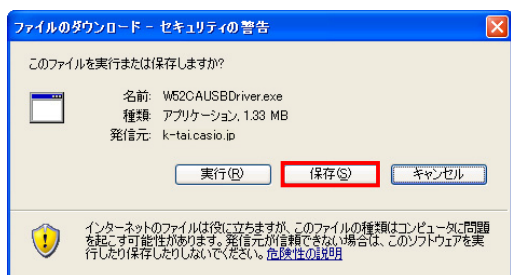 ファイルのダウンロード - セキュリティの警告
このファイルを実行または保存しますか?
名前: W52CAUSBDriver.exe
種類: アプリケーション, 1.33 MB
発信元: k-tai.casio.jp
実行(R) 保存(S) キャンセル
インターネットのファイルは役に立ちますが、このファイルの種類はコンピュータに問題
を起こす可能性があります。発信元が信頼できない場合は、このソフトウェアを実
行したり保存したりしないでください。危険性の説明